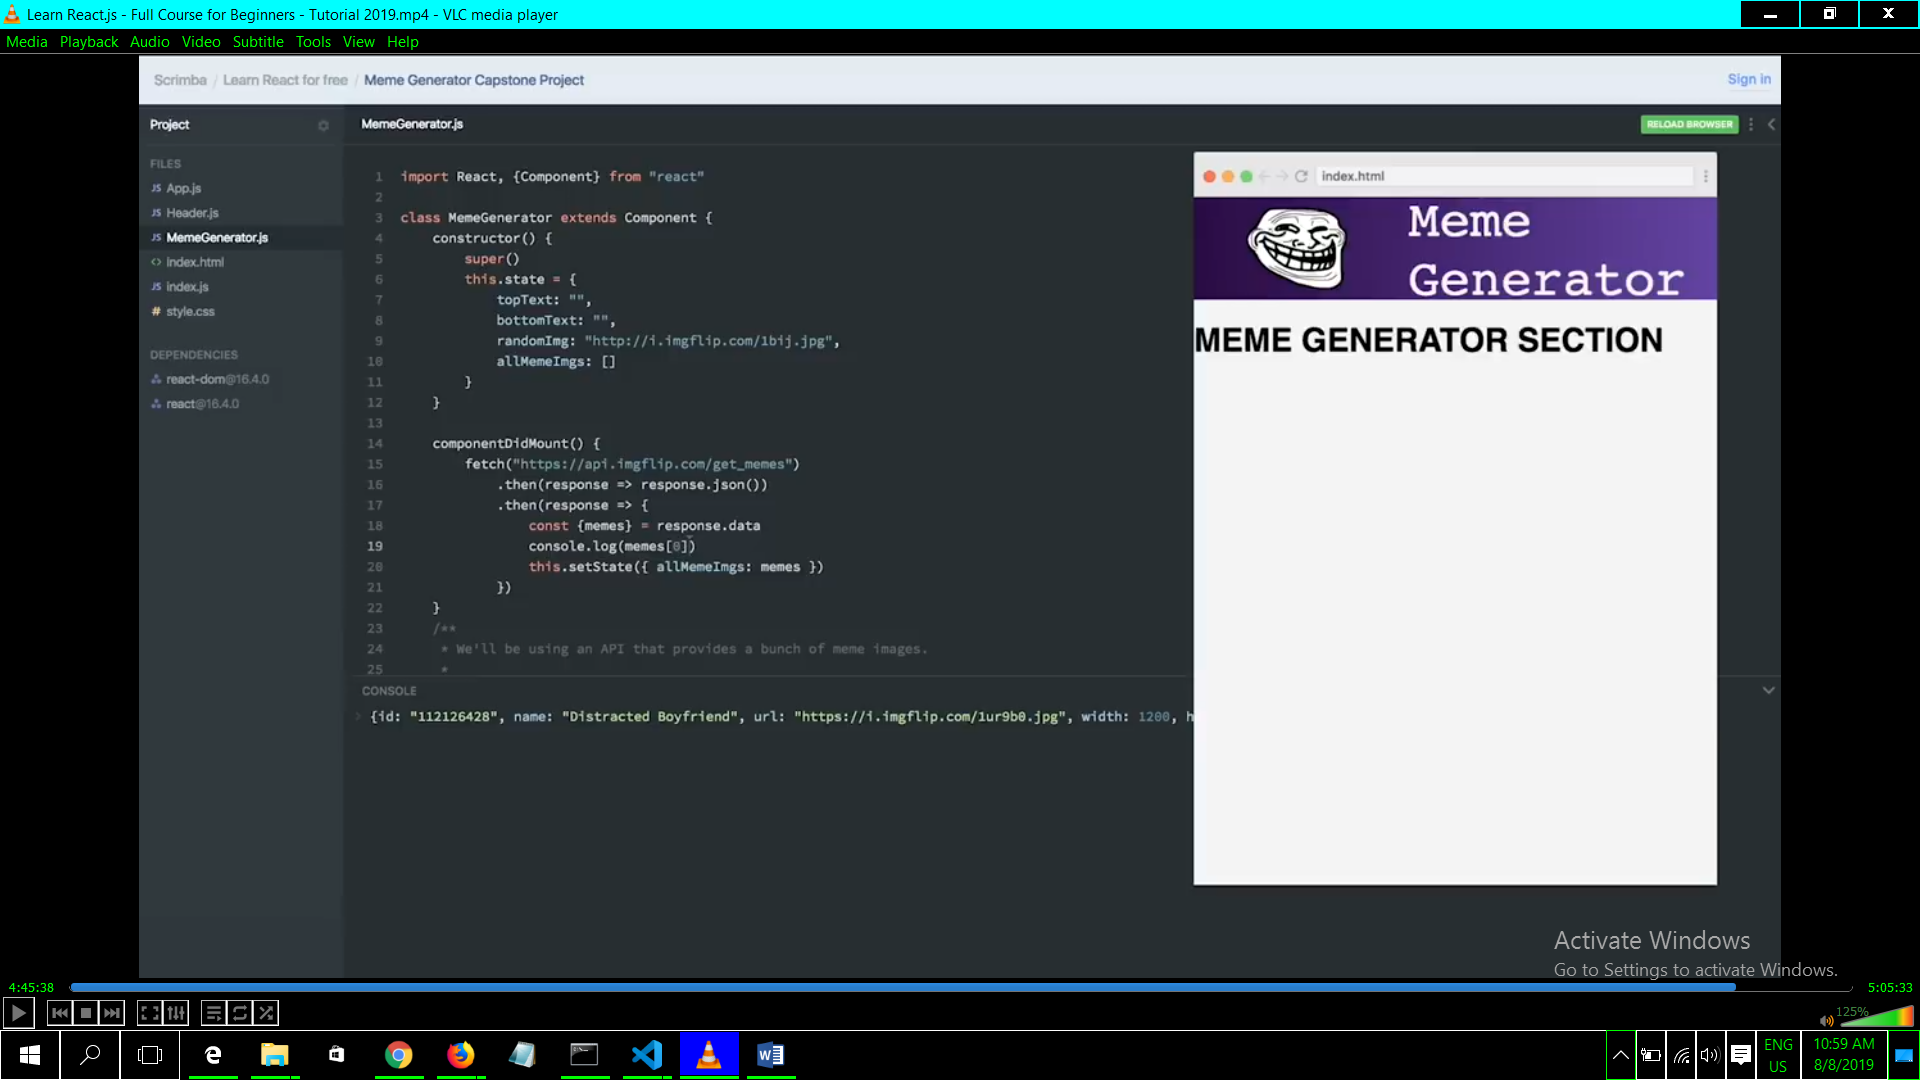 Learn React.js - Full Course for Beginners - Tutorial 2019.mp4 - VLC media player
Media Playback Audio Video Subtitle Tools View Help
Scrimba / Learn React for free / Meme Generator Capstone Project
Sign in
Project
MemeGenerator.js
RELOAD BROWSER
FILES
JS App.js
JS Header.js
JS MemeGenerator.js
<> index.html
JS index.js
# style.css
DEPENDENCIES
react-dom@16.4.0
react@16.4.0
1 import React, {Component} from "react"
2
3 class MemeGenerator extends Component {
4 constructor() {
5 super()
6 this.state = {
7 topText: "",
8 bottomText: "",
9 randomImg: "http://i.imgflip.com/1bij.jpg",
10 allMemeImgs: []
11 }
12 }
13
14 componentDidMount() {
15 fetch("https://api.imgflip.com/get_memes")
16 .then(response => response.json())
17 .then(response => {
18 const {memes} = response.data
19 console.log(memes[0])
20 this.setState({ allMemeImgs: memes })
21 })
22 }
23 /**
24 * We'll be using an API that provides a bunch of meme images.
25 *
index.html
Meme
Generator
MEME GENERATOR SECTION
CONSOLE
{id: "112126428", name: "Distracted Boyfriend", url: "https://i.imgflip.com/1ur9b0.jpg", width: 1200, h
Activate Windows
Go to Settings to activate Windows.
4:45:38
5:05:33
125%
ENG
US
10:59 AM
8/8/2019